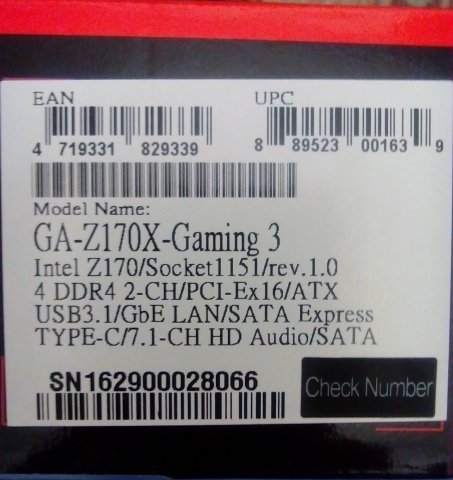 EAN UPC
4 719331 829339 8 89523 00163 9
Model Name:
GA-Z170X-Gaming 3
Intel Z170/Socket1151/rev.1.0
4 DDR4 2-CH/PCI-Ex16/ATX
USB3.1/GbE LAN/SATA Express
TYPE-C/7.1-CH HD Audio/SATA
SN162900028066 Check Number